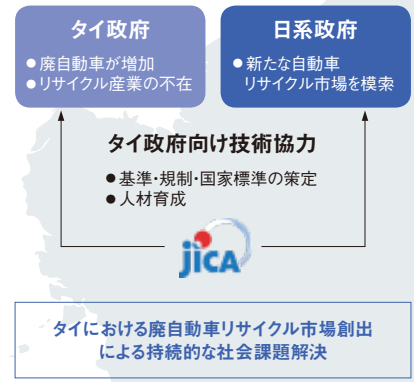 タイ政府
●廃自動車が増加
●リサイクル産業の不在
日系政府
●新たな自動車
リサイクル市場を模索
タイ政府向け技術協力
●基準・規制・国家標準の策定
●人材育成
jica
タイにおける廃自動車リサイクル市場創出
による持続的な社会課題解決